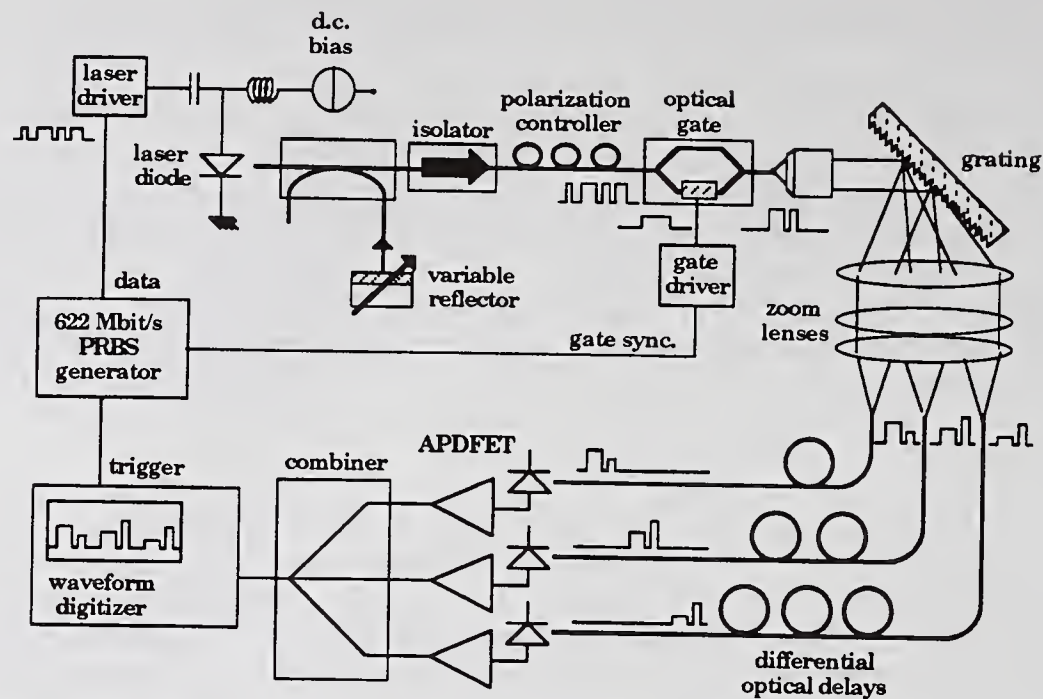 d.c.
bias
laser
driver
polarization
controller
optical
gate
isolator
grating
laser
diode
variable
reflector
gate
driver
zoom
lenses
data
622 Mbit/s
PRBS
generator
gate sync.
APDFET
trigger
combiner
waveform
digitizer
differential
optical delays